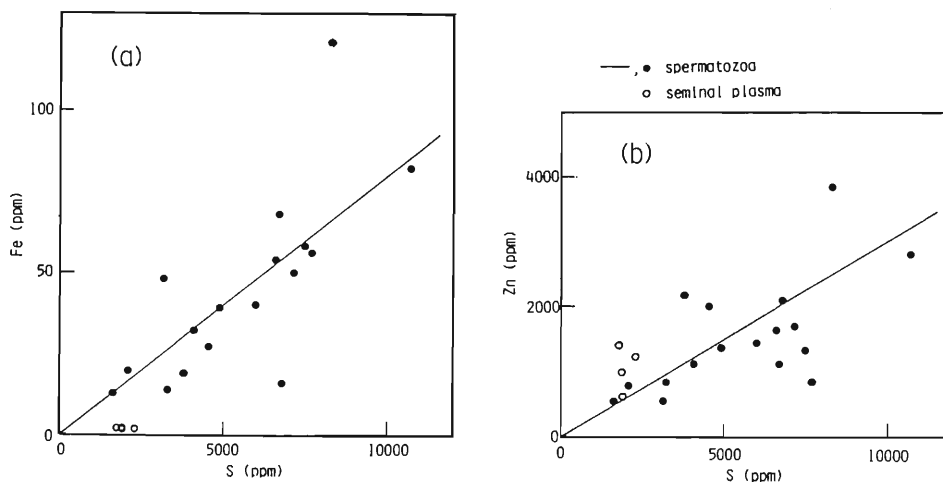 (a)
100
50
0
Fe (ppm)
0 5000 10000
S (ppm)
, spermatozoa
seminal plasma
(b)
4000
2000
0
Zn (ppm)
0 5000 10000
S (ppm)